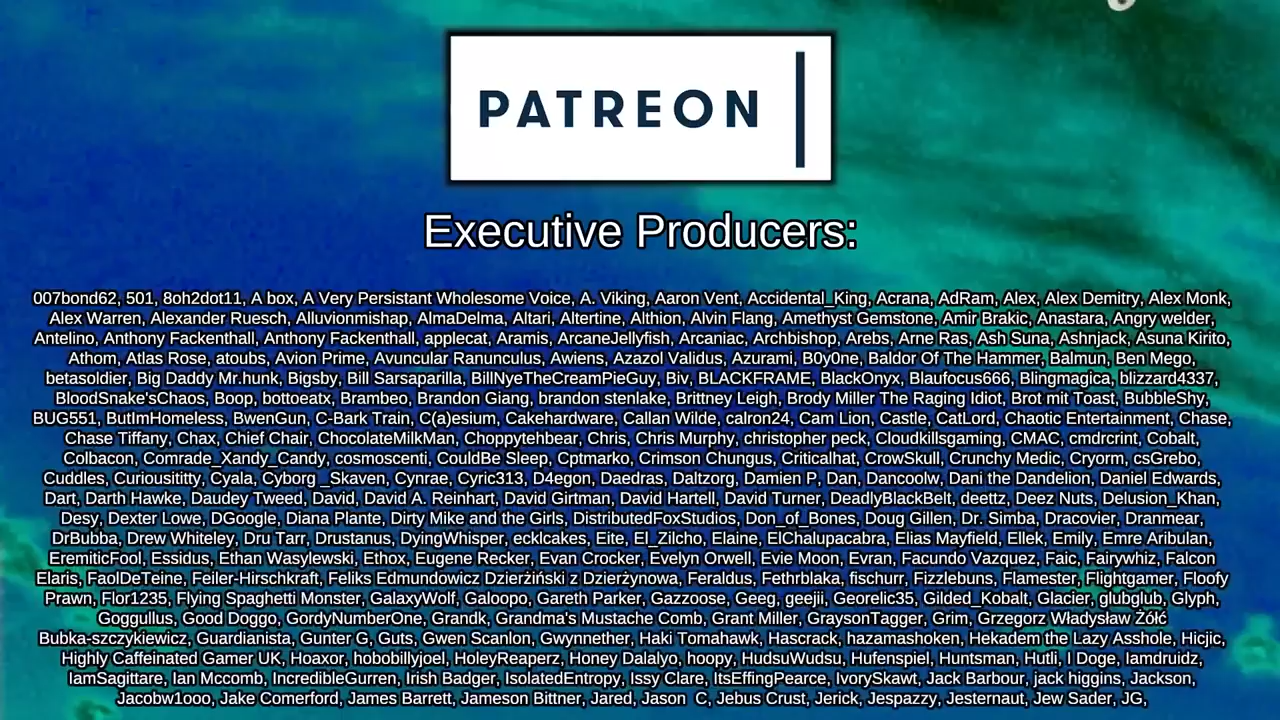 PATREON
Executive Producers:
007bond62, 501, 8oh2dot11, A box, A Very Persistant Wholesome Voice, A. Viking, Aaron Vent, Accidental_King, Acrana, AdRam, Alex, Alex Demitry, Alex Monk,
Alex Warren, Alexander Ruesch, Alluvionmishap, AlmaDelma, Altari, Altertine, Althion, Alvin Flang, Amethyst Gemstone, Amir Brakic, Anastara, Angry welder,
Antelino, Anthony Fackenthall, Anthony Fackenthall, applecat, Aramis, ArcaneJellyfish, Arcaniac, Archbishop, Arebs, Arne Ras, Ash Suna, Ashnjack, Asuna Kirito,
Athom, Atlas Rose, atoubs, Avion Prime, Avuncular Ranunculus, Awiens, Azazol Validus, Azurami, B0y0ne, Baldor Of The Hammer, Balmun, Ben Mego,
betasoldier, Big Daddy Mr.hunk, Bigsby, Bill Sarsaparilla, BillNyeTheCreamPieGuy, Biv, BLACKFRAME, BlackOnyx, Blaufocus666, Blingmagica, blizzard4337,
BloodSnake'sChaos, Boop, bottoeatx, Brambeo, Brandon Giang, brandon stenlake, Brittney Leigh, Brody Miller The Raging Idiot, Brot mit Toast, BubbleShy,
BUG551, ButImHomeless, BwenGun, C-Bark Train, C(a)esium, Cakehardware, Callan Wilde, calron24, Cam Lion, Castle, CatLord, Chaotic Entertainment, Chase,
Chase Tiffany, Chax, Chief Chair, ChocolateMilkMan, Choppytehbear, Chris, Chris Murphy, christopher peck, Cloudkillsgaming, CMAC, cmdrcrint, Cobalt,
Colbacon, Comrade_Xandy_Candy, cosmoscenti, CouldBe Sleep, Cptmarko, Crimson Chungus, Criticalhat, CrowSkull, Crunchy Medic, Cryorm, csGrebo,
Cuddles, Curiousititty, Cyala, Cyborg _Skaven, Cynrae, Cyric313, D4egon, Daedras, Daltzorg, Damien P, Dan, Dancoolw, Dani the Dandelion, Daniel Edwards,
Dart, Darth Hawke, Daudey Tweed, David, David A. Reinhart, David Girtman, David Hartell, David Turner, DeadlyBlackBelt, deettz, Deez Nuts, Delusion_Khan,
Desy, Dexter Lowe, DGoogle, Diana Plante, Dirty Mike and the Girls, DistributedFoxStudios, Don_of_Bones, Doug Gillen, Dr. Simba, Dracovier, Dranmear,
DrBubba, Drew Whiteley, Dru Tarr, Drustanus, DyingWhisper, ecklcakes, Eite, El_Zilcho, Elaine, ElChalupacabra, Elias Mayfield, Ellek, Emily, Emre Aribulan,
EremiticFool, Essidus, Ethan Wasylewski, Ethox, Eugene Recker, Evan Crocker, Evelyn Orwell, Evie Moon, Evran, Facundo Vazquez, Faic, Fairywhiz, Falcon
Elaris, FaolDeTeine, Feiler-Hirschkraft, Feliks Edmundowicz Dzierżiński z Dzierżynowa, Feraldus, Fethrblaka, fischurr, Fizzlebuns, Flamester, Flightgamer, Floofy
Prawn, Flor1235, Flying Spaghetti Monster, GalaxyWolf, Galoopo, Gareth Parker, Gazzoose, Geeg, geejii, Georelic35, Gilded_Kobalt, Glacier, glubglub, Glyph,
Goggullus, Good Doggo, GordyNumberOne, Grandk, Grandma's Mustache Comb, Grant Miller, GraysonTagger, Grim, Grzegorz Władysław Żółć
Bubka-szczykiewicz, Guardianista, Gunter G, Guts, Gwen Scanlon, Gwynnether, Haki Tomahawk, Hascrack, hazamashoken, Hekadem the Lazy Asshole, Hicjic,
Highly Caffeinated Gamer UK, Hoaxor, hobobillyjoel, HoleyReaperz, Honey Dalalyo, hoopy, HudsuWudsu, Hufenspiel, Huntsman, Hutli, I Doge, Iamdruidz,
IamSagittare, Ian Mccomb, IncredibleGurren, Irish Badger, IsolatedEntropy, Issy Clare, ItsEffingPearce, IvorySkawt, Jack Barbour, jack higgins, Jackson,
Jacobw1ooo, Jake Comerford, James Barrett, Jameson Bittner, Jared, Jason  C, Jebus Crust, Jerick, Jespazzy, Jesternaut, Jew Sader, JG,